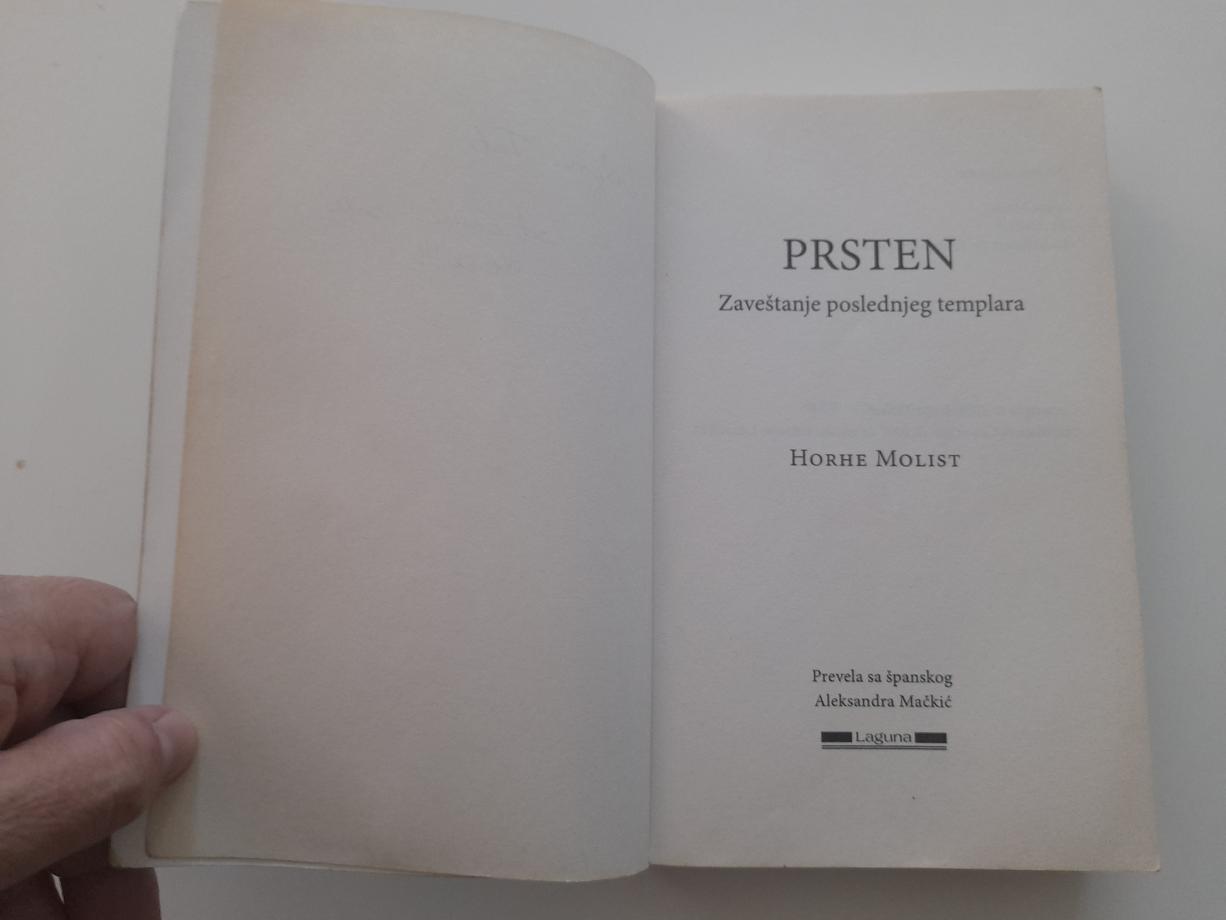 PRSTEN
Zaveštanje poslednjeg templara
Horhe Molist
Prevela sa španskog
Aleksandra Mačkić
Laguna